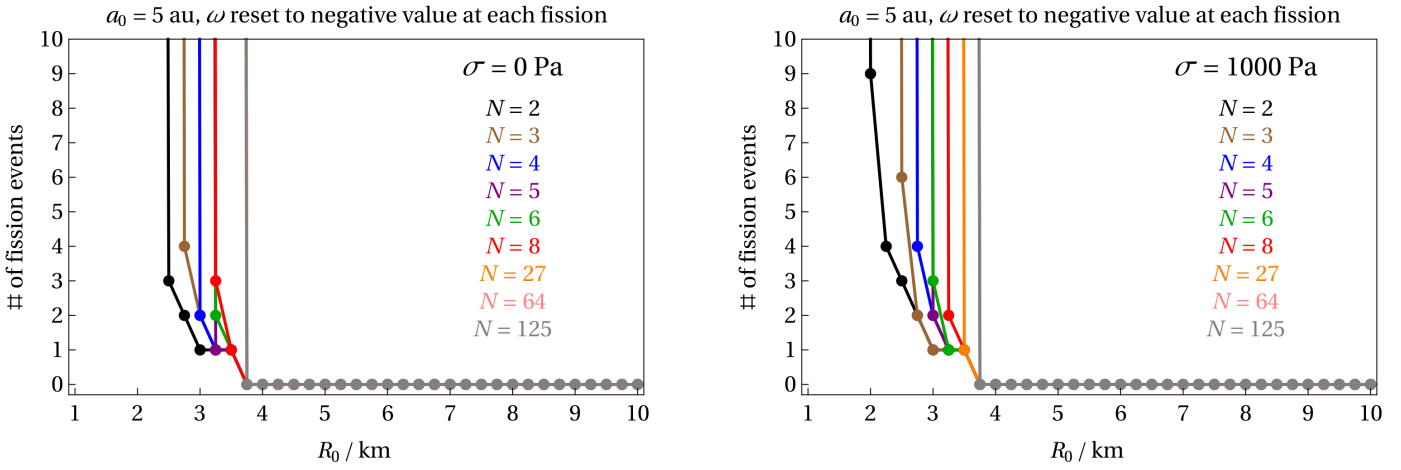 a₀ = 5 au, ω reset to negative value at each fission
# of fission events
10
9
8
7
6
5
4
3
2
1
0
σ = 0 Pa
N = 2
N = 3
N = 4
N = 5
N = 6
N = 8
N = 27
N = 64
N = 125
1 2 3 4 5 6 7 8 9 10
R₀ / km
a₀ = 5 au, ω reset to negative value at each fission
# of fission events
10
9
8
7
6
5
4
3
2
1
0
σ = 1000 Pa
N = 2
N = 3
N = 4
N = 5
N = 6
N = 8
N = 27
N = 64
N = 125
1 2 3 4 5 6 7 8 9 10
R₀ / km